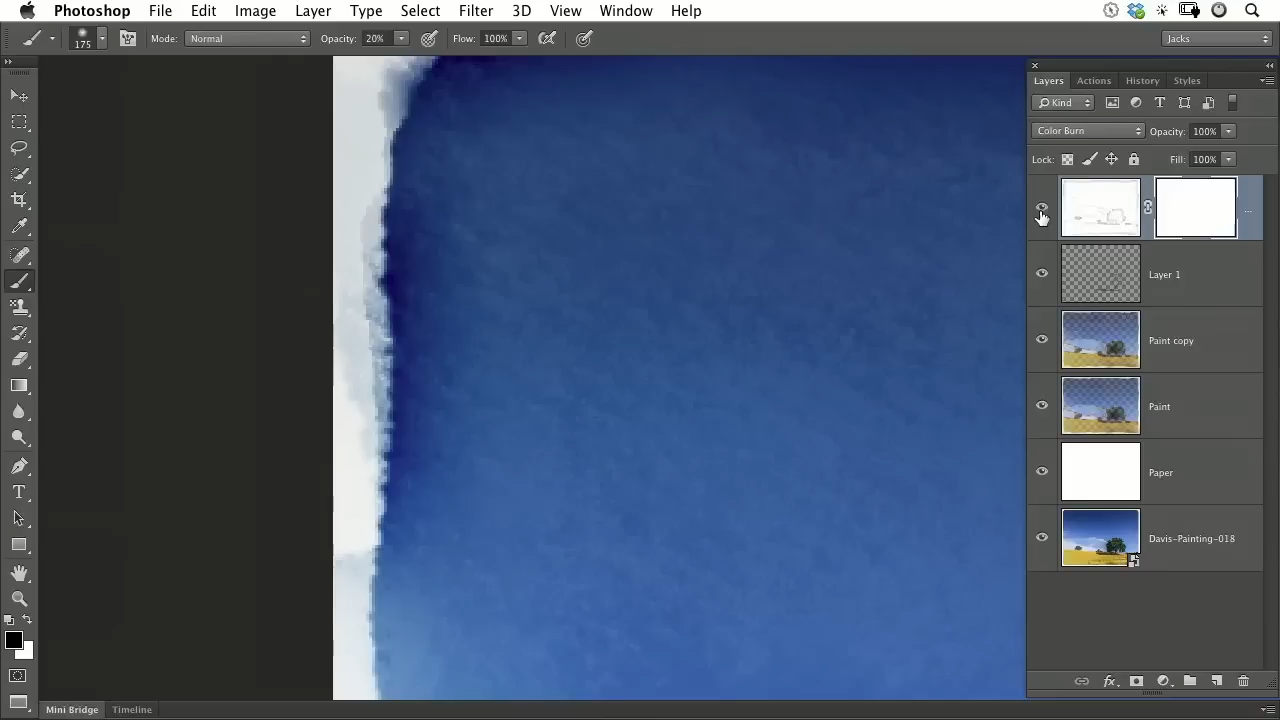 Photoshop File Edit Image Layer Type Select Filter 3D View Window Help
175 Mode: Normal Opacity: 20% Flow: 100% Jacks
Layers Actions History Styles
Kind
Color Burn Opacity: 100%
Lock: Fill: 100%
...
Layer 1
Paint copy
Paint
Paper
Davis-Painting-018
Mini Bridge Timeline